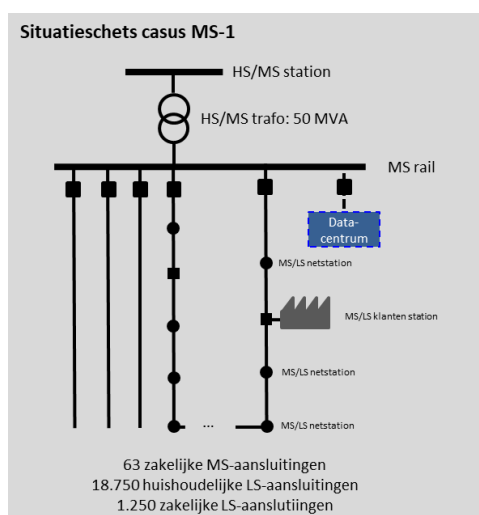 Situatieschets casus MS-1
HS/MS station
HS/MS trafo: 50 MVA
MS rail
Data-
centrum
MS/LS netstation
MS/LS klanten station
MS/LS netstation
...
MS/LS netstation
63 zakelijke MS-aansluitingen
18.750 huishoudelijke LS-aansluitingen
1.250 zakelijke LS-aanslutiingen